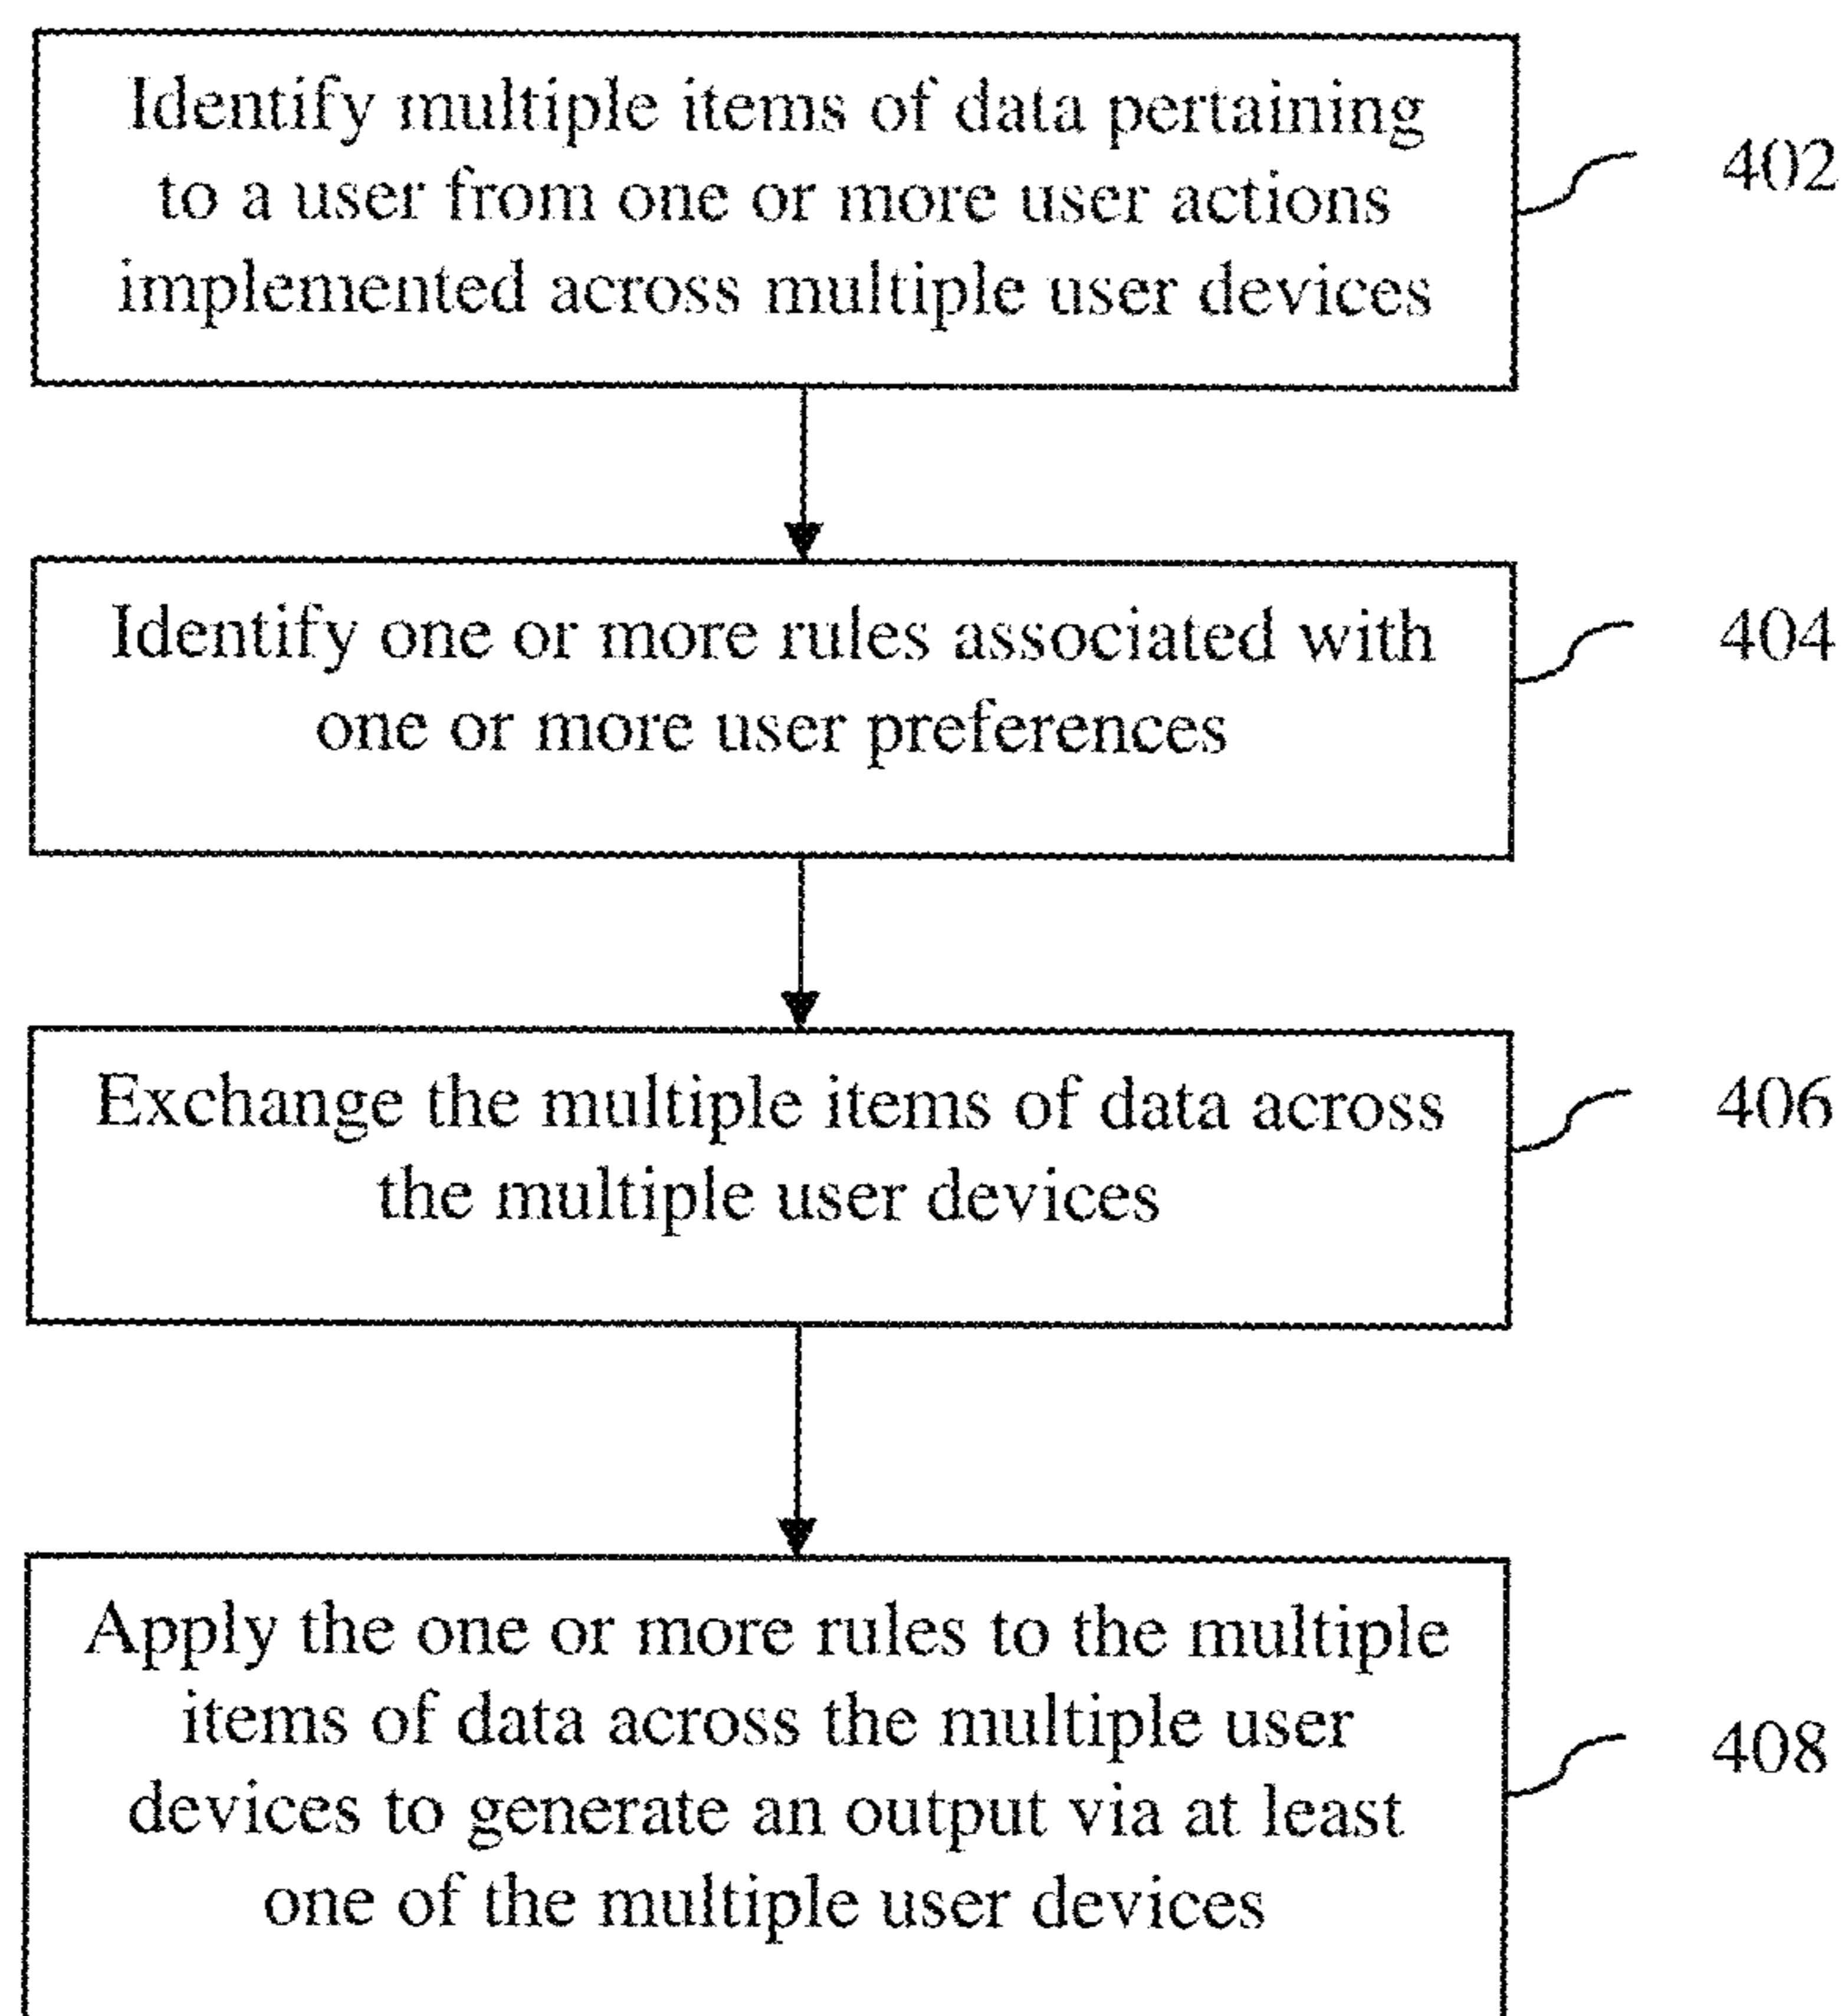 Identify multiple items of data pertaining
to a user from one or more user actions
implemented across multiple user devices
402
Identify one or more rules associated with
one or more user preferences
404
Exchange the multiple items of data across
the multiple user devices
406
Apply the one or more rules to the multiple
items of data across the multiple user
devices to generate an output via at least
one of the multiple user devices
408